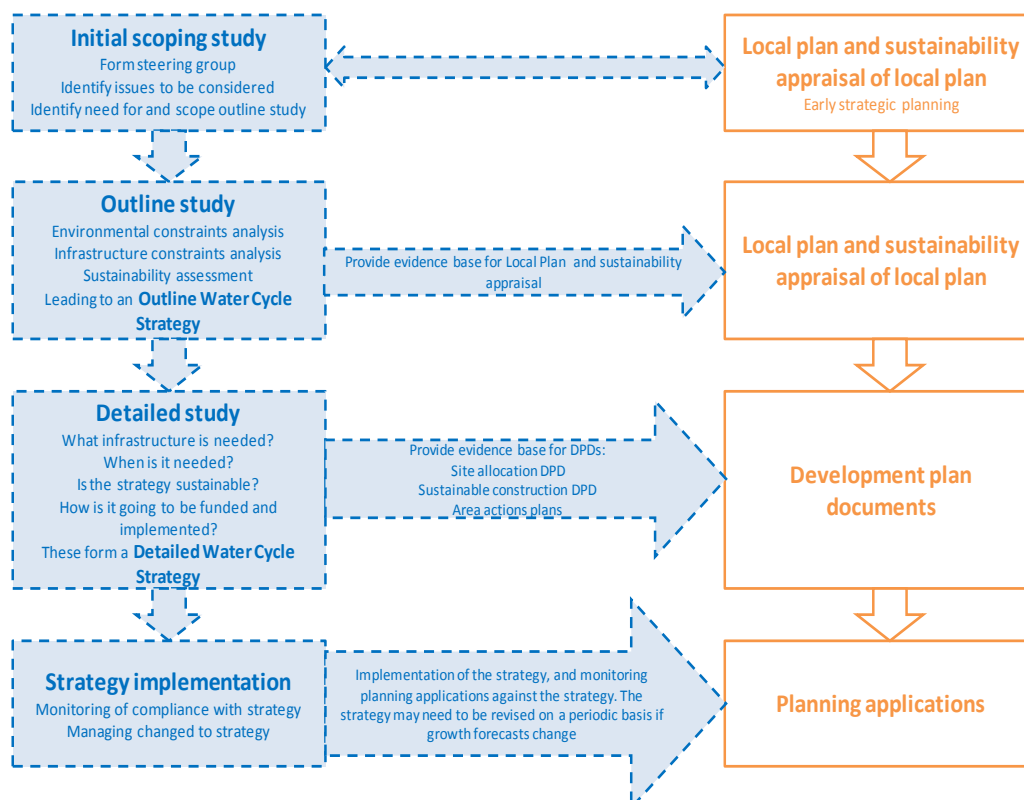 Initial scoping study
Form steering group
Identify issues to be considered
Identify need for and scope outline study
Local plan and sustainability
appraisal of local plan
Early strategic planning
Outline study
Environmental constraints analysis
Infrastructure constraints analysis
Sustainability assessment
Leading to an Outline Water Cycle
Strategy
Provide evidence base for Local Plan and sustainability
appraisal
Local plan and sustainability
appraisal of local plan
Detailed study
What infrastructure is needed?
When is it needed?
Is the strategy sustainable?
How is it going to be funded and
implemented?
These form a Detailed Water Cycle
Strategy
Provide evidence base for DPDs:
Site allocation DPD
Sustainable construction DPD
Area actions plans
Development plan
documents
Strategy implementation
Monitoring of compliance with strategy
Managing changed to strategy
Implementation of the strategy, and monitoring
planning applications against the strategy. The
strategy may need to be revised on a periodic basis if
growth forecasts change
Planning applications